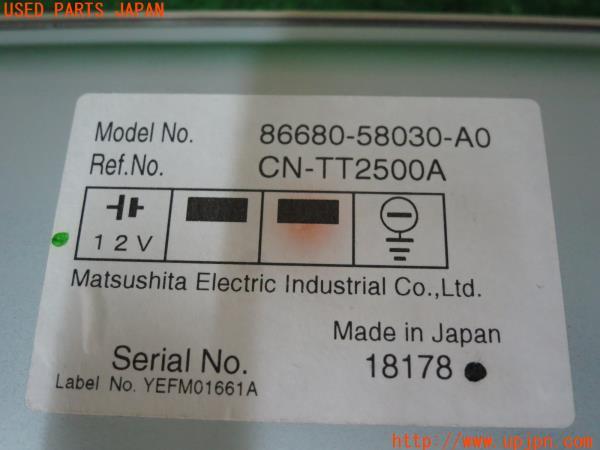 USED PARTS JAPAN
Model No. 86680-58030-A0
Ref.No. CN-TT2500A
12V
Matsushita Electric Industrial Co.,Ltd.
Made in Japan
Serial No. 18178
Label No. YEFM01661A
http://www.upjpn.com